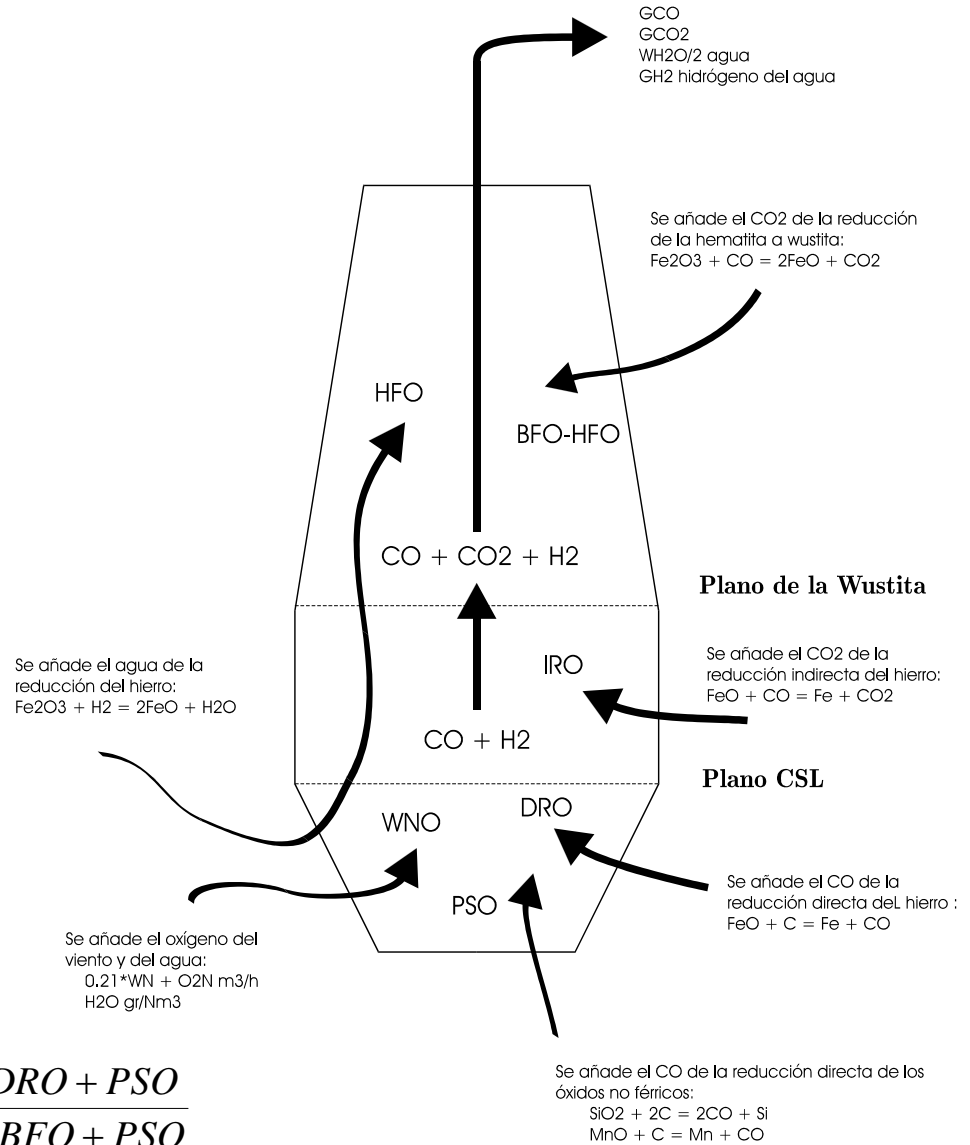 GCO
GCO2
WH2O/2 agua
GH2 hidrógeno del agua
Se añade el CO2 de la reducción
de la hematita a wustita:
Fe2O3 + CO = 2FeO + CO2
HFO
BFO-HFO
CO + CO2 + H2
Plano de la Wustita
Se añade el agua de la
reducción del hierro:
Fe2O3 + H2 = 2FeO + H2O
IRO
Se añade el CO2 de la
reducción indirecta del hierro:
FeO + CO = Fe + CO2
CO + H2
Plano CSL
WNO
DRO
PSO
Se añade el CO de la
reducción directa deL hierro :
FeO + C = Fe + CO
Se añade el oxígeno del
viento y del agua:
0.21*WN + O2N m3/h
H2O gr/Nm3
Se añade el CO de la reducción directa de los
óxidos no férricos:
SiO2 + 2C = 2CO + Si
MnO + C = Mn + CO
DRO + PSO
BFO + PSO